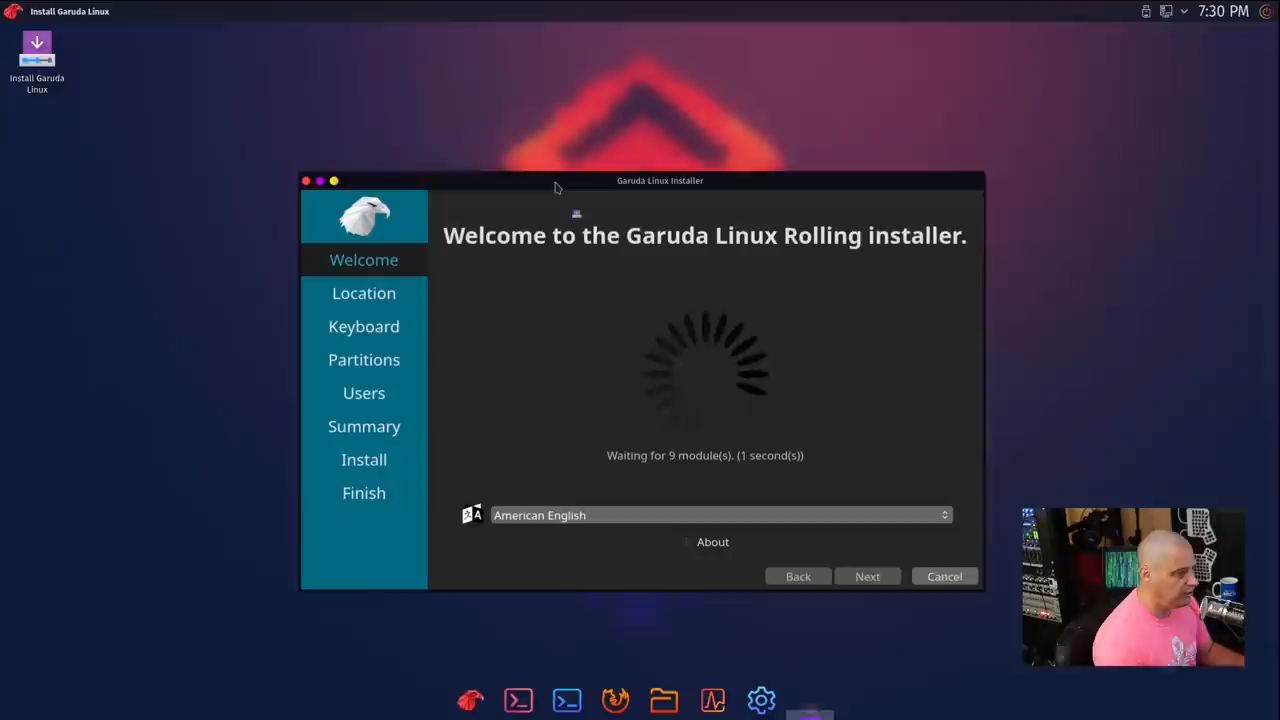 Install Garuda Linux
7:30 PM
Install Garuda
Linux
Garuda Linux Installer
Welcome to the Garuda Linux Rolling installer.
Welcome
Location
Keyboard
Partitions
Users
Summary
Install
Finish
Waiting for 9 module(s). (1 second(s))
American English
About
Back
Next
Cancel